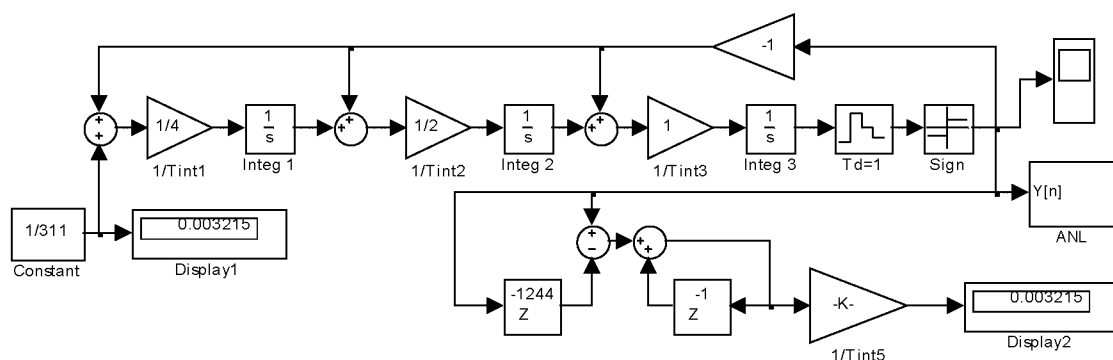 -1
+
+
1/4
1
s
+
+
1/2
1
s
+
+
1
1
s
1/Tint1
Integ 1
1/Tint2
Integ 2
1/Tint3
Integ 3
Td=1
Sign
1/311
Constant
0.003215
Display1
+
−
+
+
Y[n]
ANL
-1244
Z
-1
Z
-K-
1/Tint5
0.003215
Display2